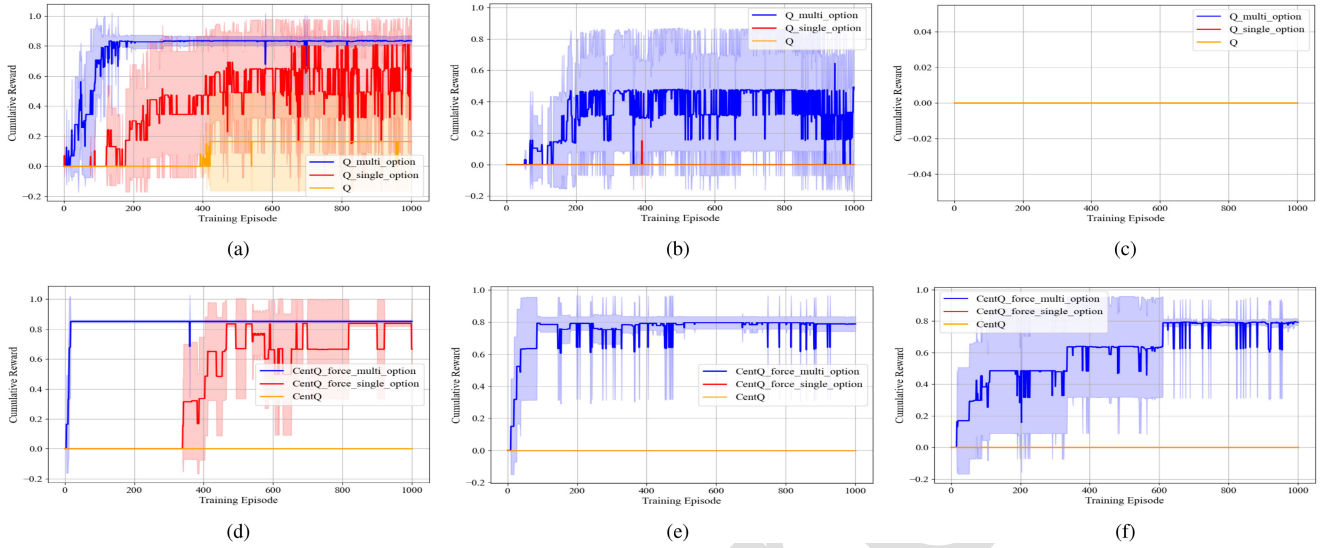 1.0
0.8
0.6
0.4
0.2
0.0
−0.2
Cumulative Reward
0 200 400 600 800 1000
Training Episode
Q_multi_option
Q_single_option
Q
(a)
1.0
0.8
0.6
0.4
0.2
0.0
−0.2
Cumulative Reward
0 200 400 600 800 1000
Training Episode
Q_multi_option
Q_single_option
Q
(b)
0.04
0.02
0.00
−0.02
−0.04
Cumulative Reward
0 200 400 600 800 1000
Training Episode
Q_multi_option
Q_single_option
Q
(c)
1.0
0.8
0.6
0.4
0.2
0.0
−0.2
Cumulative Reward
0 200 400 600 800 1000
Training Episode
CentQ_force_multi_option
CentQ_force_single_option
CentQ
(d)
1.0
0.8
0.6
0.4
0.2
0.0
−0.2
Cumulative Reward
0 200 400 600 800 1000
Training Episode
CentQ_force_multi_option
CentQ_force_single_option
CentQ
(e)
1.0
0.8
0.6
0.4
0.2
0.0
−0.2
Cumulative Reward
0 200 400 600 800 1000
Training Episode
CentQ_force_multi_option
CentQ_force_single_option
CentQ
(f)